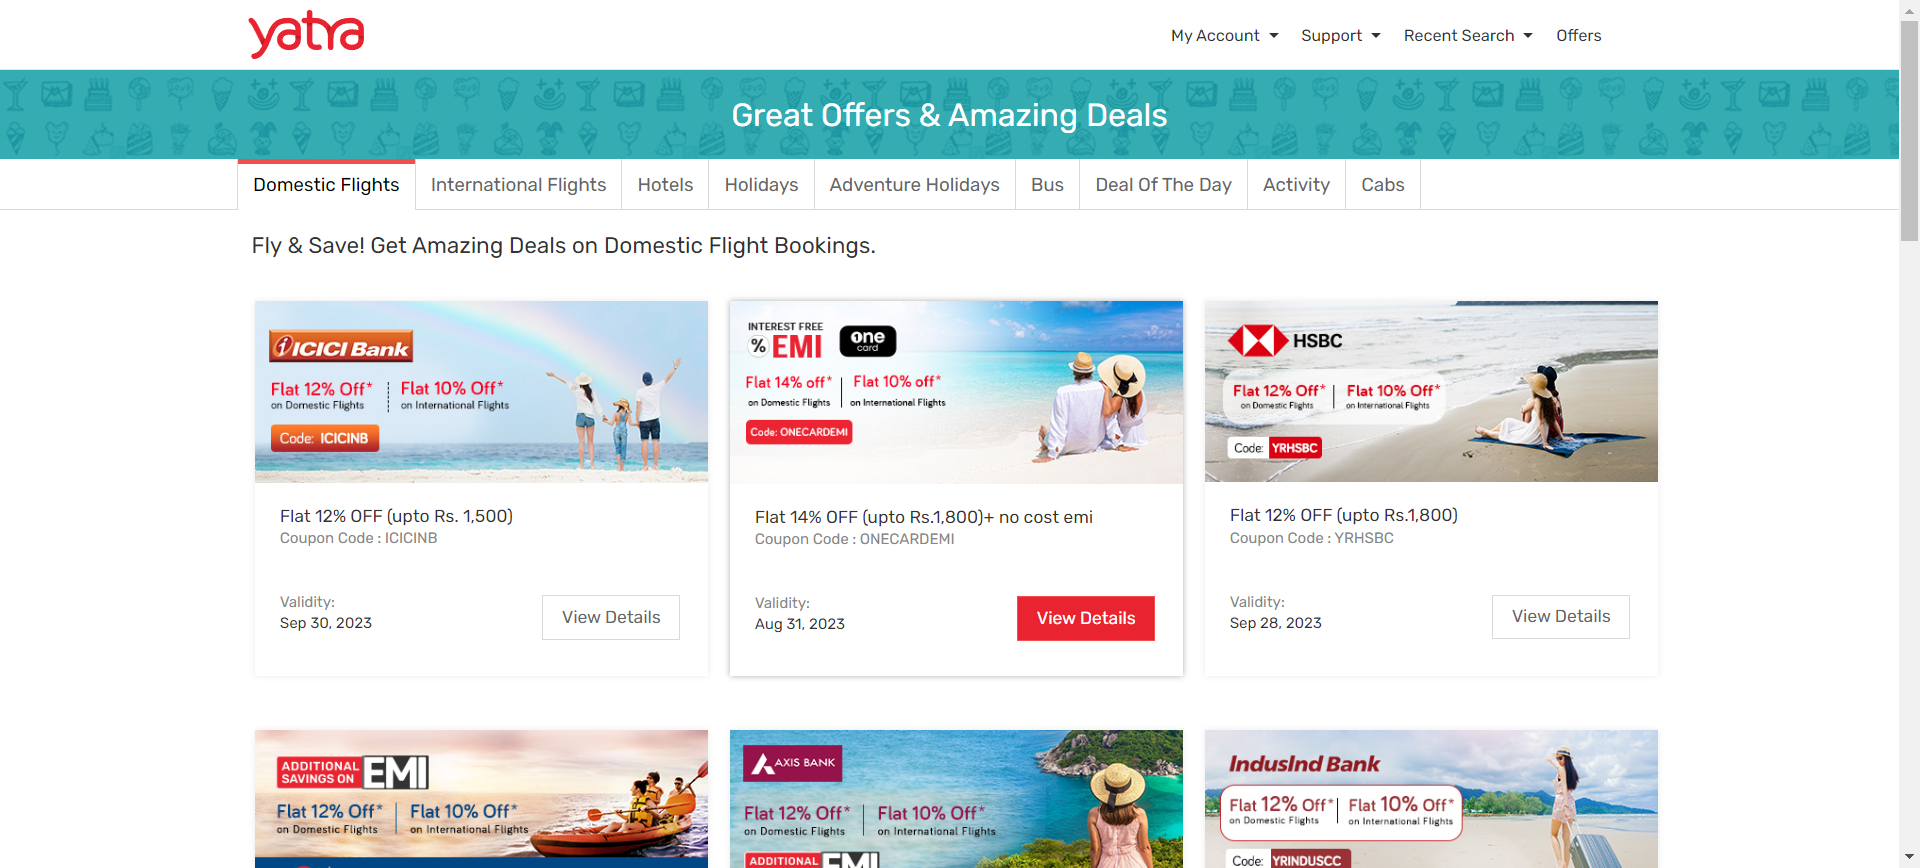 yatra
My Account
Support
Recent Search
Offers
Great Offers & Amazing Deals
Domestic Flights
International Flights
Hotels
Holidays
Adventure Holidays
Bus
Deal Of The Day
Activity
Cabs
Fly & Save! Get Amazing Deals on Domestic Flight Bookings.
ICICI Bank
Flat 12% Off* Flat 10% Off*
on Domestic Flights on International Flights
Code: ICICINB
Flat 12% OFF (upto Rs. 1,500)
Coupon Code : ICICINB
Validity:
Sep 30, 2023
View Details
INTEREST FREE
% EMI
one
card
Flat 14% off* Flat 10% off*
on Domestic Flights on International Flights
Code: ONECARDEMI
Flat 14% OFF (upto Rs.1,800)+ no cost emi
Coupon Code : ONECARDEMI
Validity:
Aug 31, 2023
View Details
HSBC
Flat 12% Off* Flat 10% Off*
on Domestic Flights on International Flights
Code: YRHSBC
Flat 12% OFF (upto Rs.1,800)
Coupon Code : YRHSBC
Validity:
Sep 28, 2023
View Details
ADDITIONAL
SAVINGS ON EMI
Flat 12% Off* Flat 10% Off*
on Domestic Flights on International Flights
AXIS BANK
Flat 12% Off* Flat 10% Off*
on Domestic Flights on International Flights
ADDITIONAL EMI
IndusInd Bank
Flat 12% Off* Flat 10% Off*
on Domestic Flights on International Flights
Code: YRINDUSCC